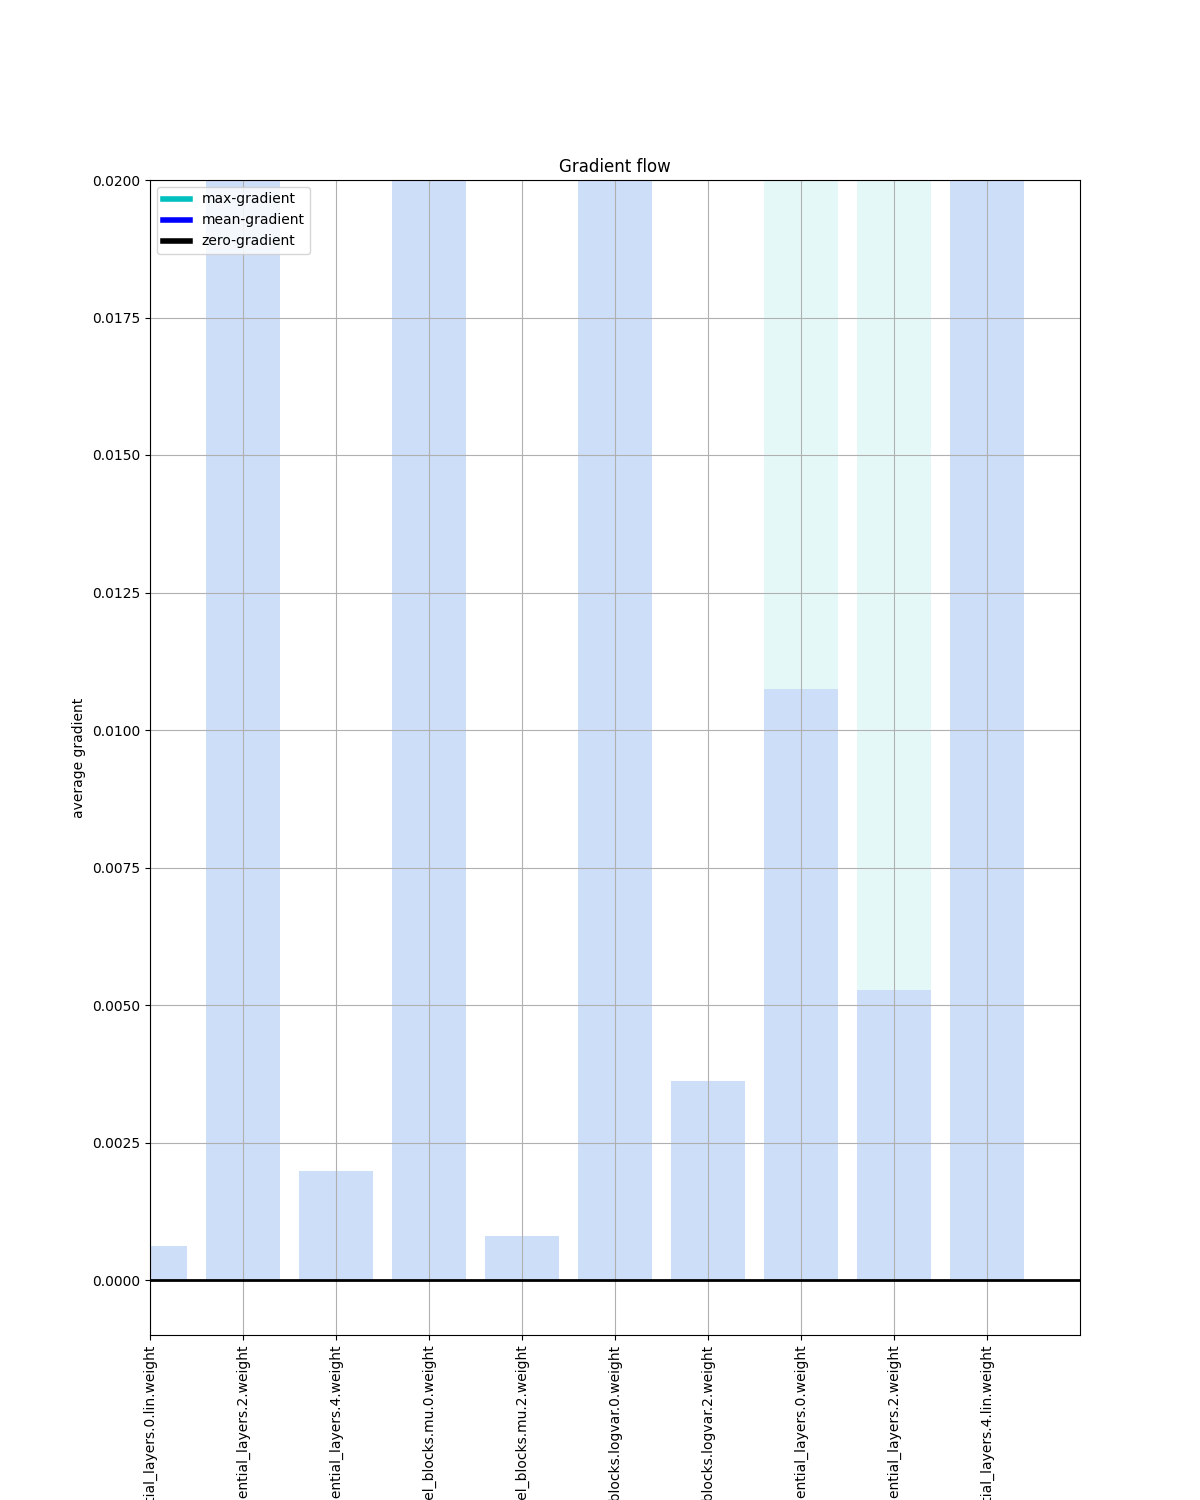 Gradient flow
max-gradient
mean-gradient
zero-gradient
0.0200
0.0175
0.0150
0.0125
0.0100
0.0075
0.0050
0.0025
0.0000
average gradient
tial_layers.0.lin.weight
ential_layers.2.weight
ential_layers.4.weight
el_blocks.mu.0.weight
el_blocks.mu.2.weight
blocks.logvar.0.weight
blocks.logvar.2.weight
ential_layers.0.weight
ential_layers.2.weight
tial_layers.4.lin.weight